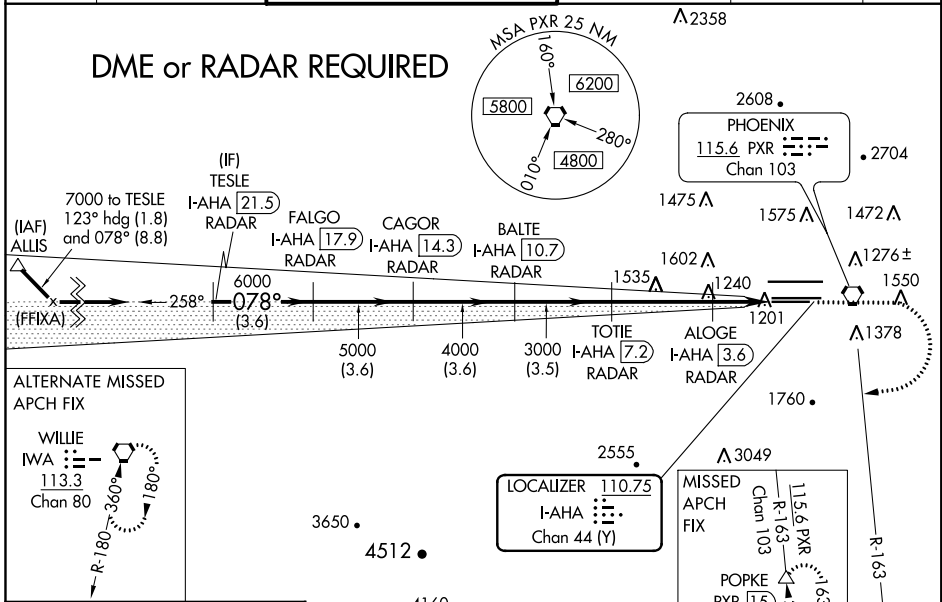 2358
MSA PXR 25 NM
160°
6200
5800
280°
4800
010°
DME or RADAR REQUIRED
2608
PHOENIX
115.6 PXR
Chan 103
2704
(IF)
TESLE
I-AHA 21.5
RADAR
7000 to TESLE
123° hdg (1.8)
and 078° (8.8)
(IAF)
ALLIS
(FFIXA)
FALGO
I-AHA 17.9
RADAR
CAGOR
I-AHA 14.3
RADAR
BALTE
I-AHA 10.7
RADAR
1475
1575
1472
1602
1535
1240
1276 ±
1550
1201
1378
258°
6000
078°
(3.6)
5000
(3.6)
4000
(3.6)
3000
(3.5)
TOTIE
I-AHA 7.2
RADAR
ALOGE
I-AHA 3.6
RADAR
1760
ALTERNATE MISSED
APCH FIX
WILLIE
IWA
113.3
Chan 80
R-180
360°
180°
2555
3049
LOCALIZER 110.75
I-AHA
Chan 44 (Y)
3650
4512
MISSED
APCH
FIX
115.6 PXR
Chan 103
R-163
POPKE
R-163